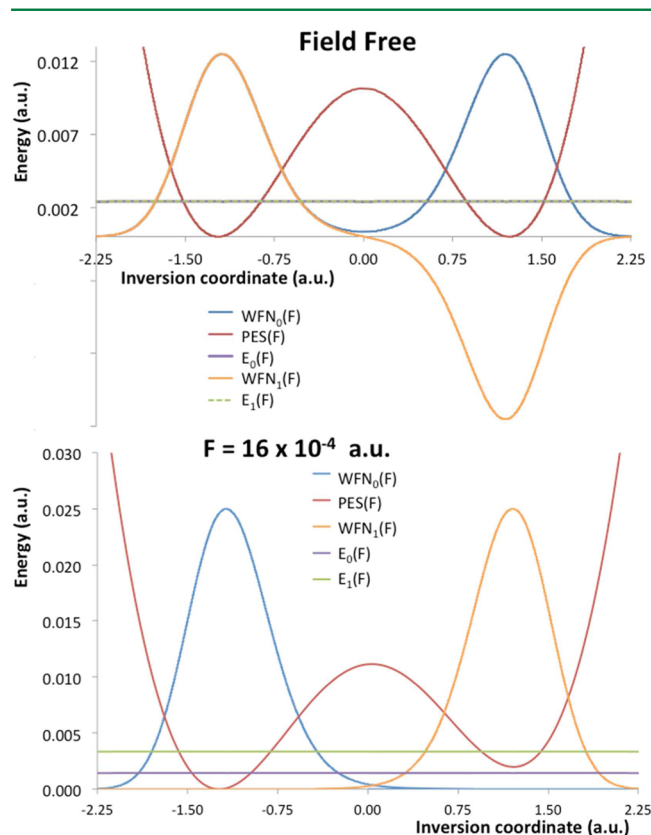 Field Free
Energy (a.u.)
0.012
0.007
0.002
-2.25 -1.50 -0.75 0.00 0.75 1.50 2.25
Inversion coordinate (a.u.)
WFN₀(F)
PES(F)
E₀(F)
WFN₁(F)
E₁(F)
F = 16 x 10⁻⁴ a.u.
Energy (a.u.)
0.030
0.025
0.020
0.015
0.010
0.005
0.000
WFN₀(F)
PES(F)
WFN₁(F)
E₀(F)
E₁(F)
-2.25 -1.50 -0.75 0.00 0.75 1.50 2.25
Inversion coordinate (a.u.)